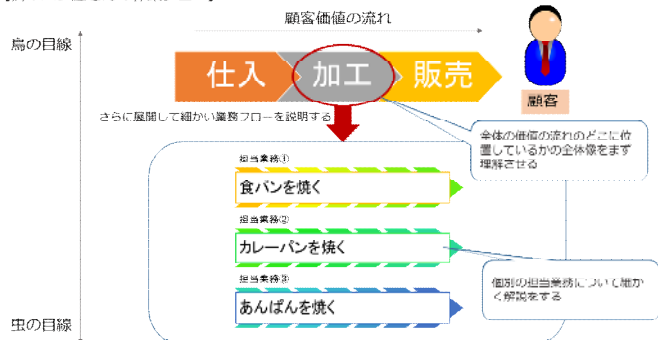 顧客価値の流れ
鳥の目線
仕入
加工
販売
顧客
さらに展開して細かい業務フローを説明する
全体の価値の流れのどこに位
置しているかの全体像をまず
理解させる
担当業務①
食パンを焼く
担当業務②
カレーパンを焼く
担当業務③
あんぱんを焼く
個別の担当業務について細か
く解説をする
虫の目線